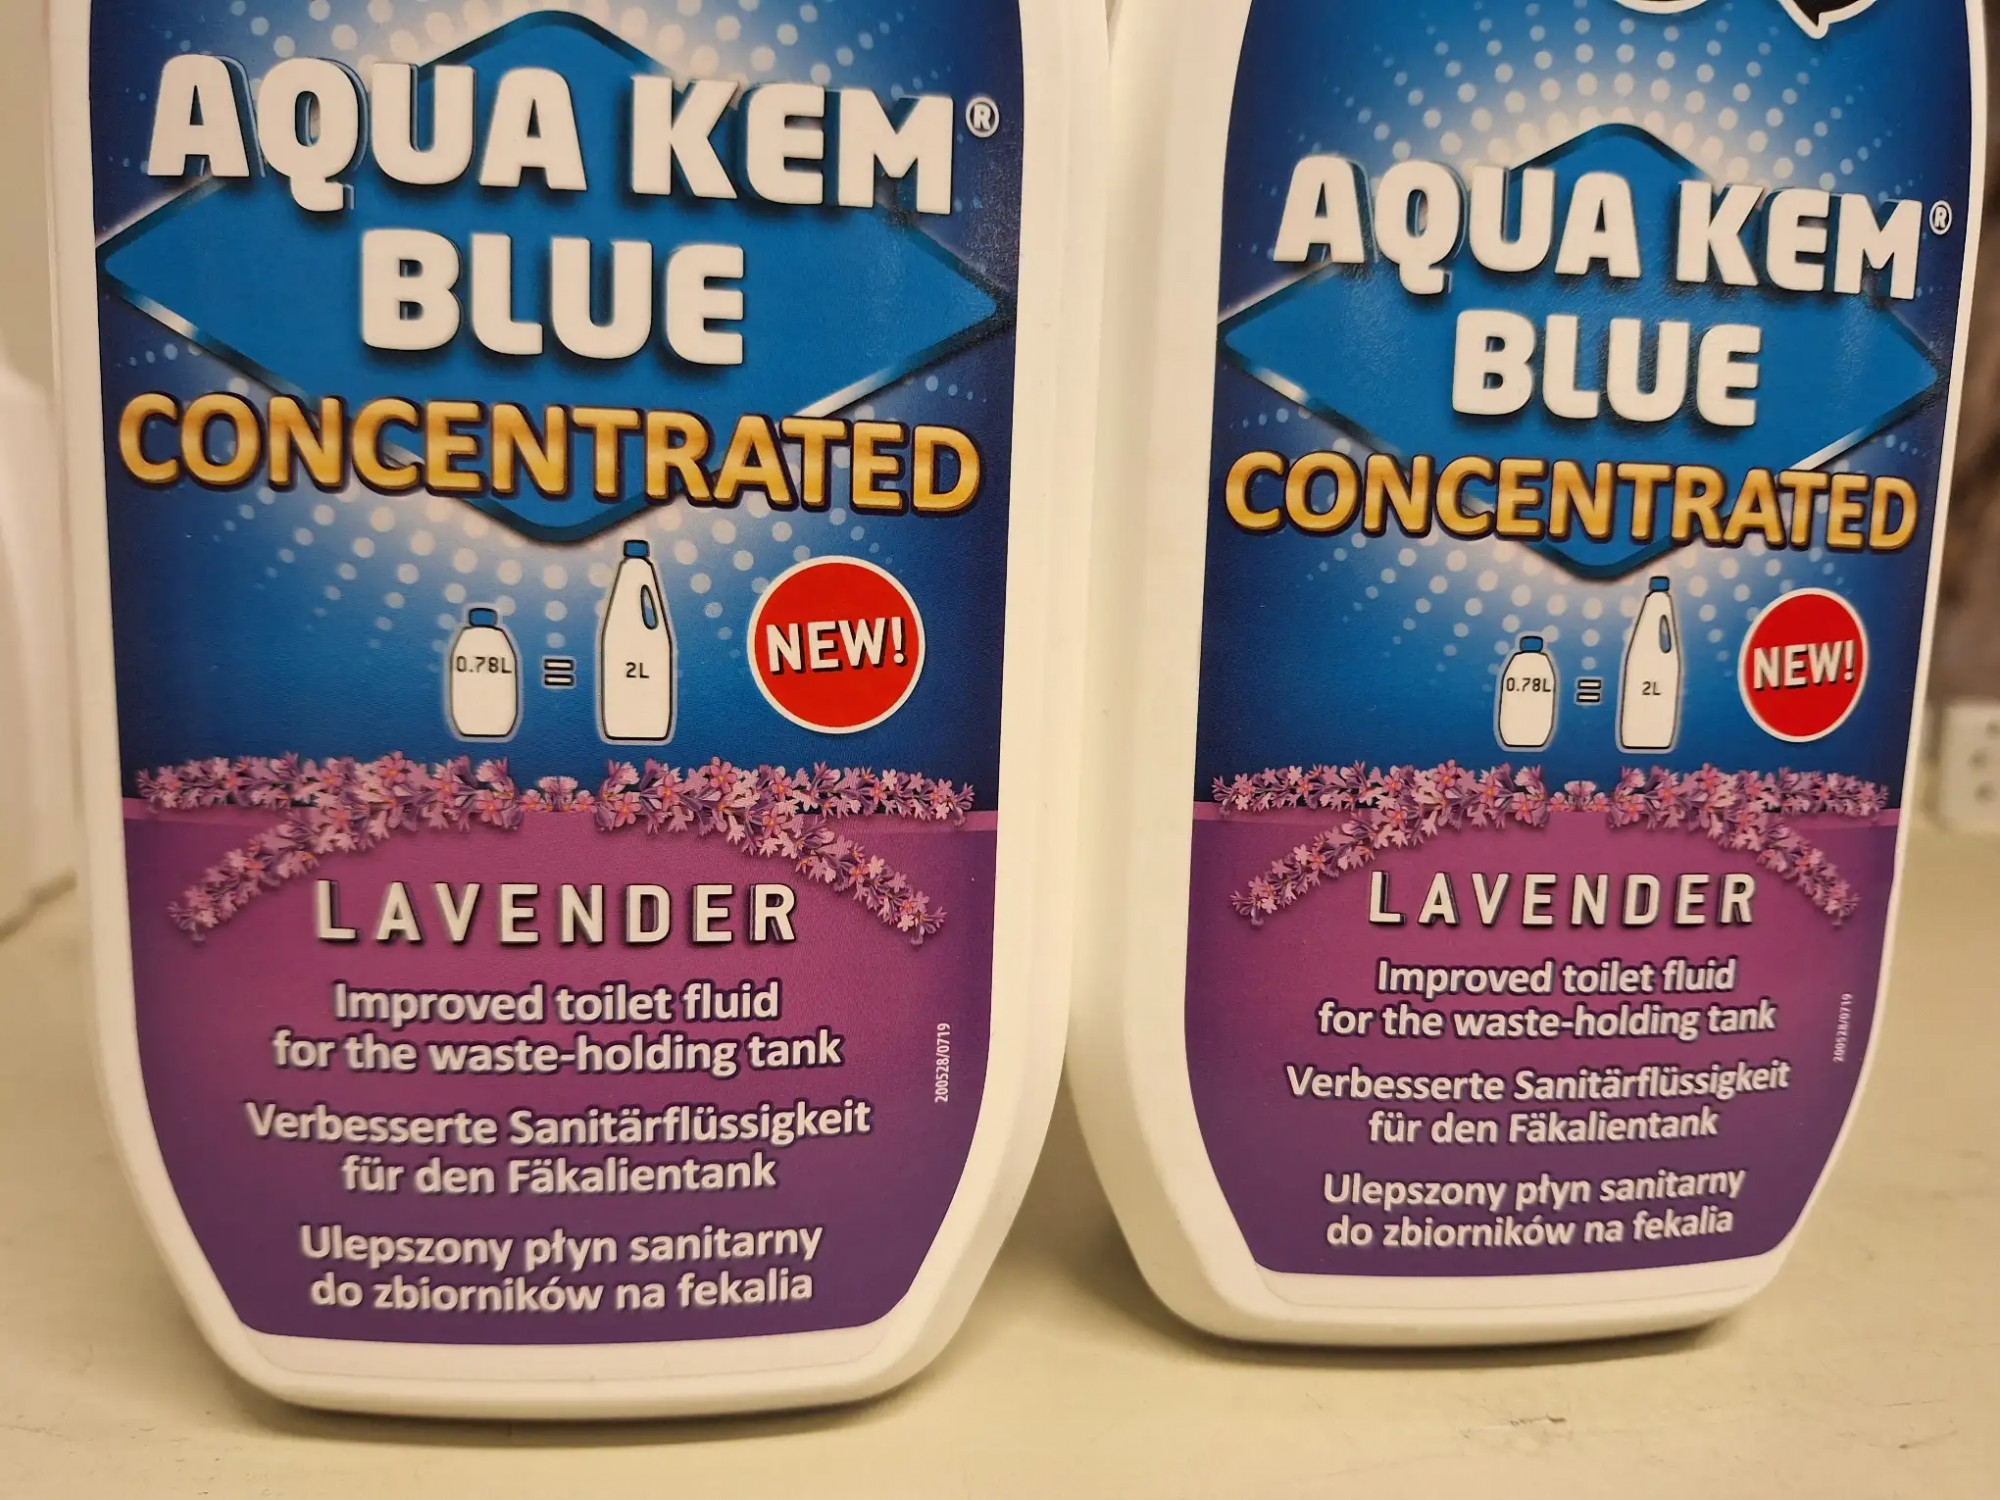 AQUA KEM®
BLUE
CONCENTRATED
0.78L = 2L
NEW!
LAVENDER
Improved toilet fluid
for the waste-holding tank
Verbesserte Sanitärflüssigkeit
für den Fäkalientank
Ulepszony płyn sanitarny
do zbiorników na fekalia
200528/0719
AQUA KEM®
BLUE
CONCENTRATED
0.78L = 2L
NEW!
LAVENDER
Improved toilet fluid
for the waste-holding tank
Verbesserte Sanitärflüssigkeit
für den Fäkalientank
Ulepszony płyn sanitarny
do zbiorników na fekalia
200528/0719